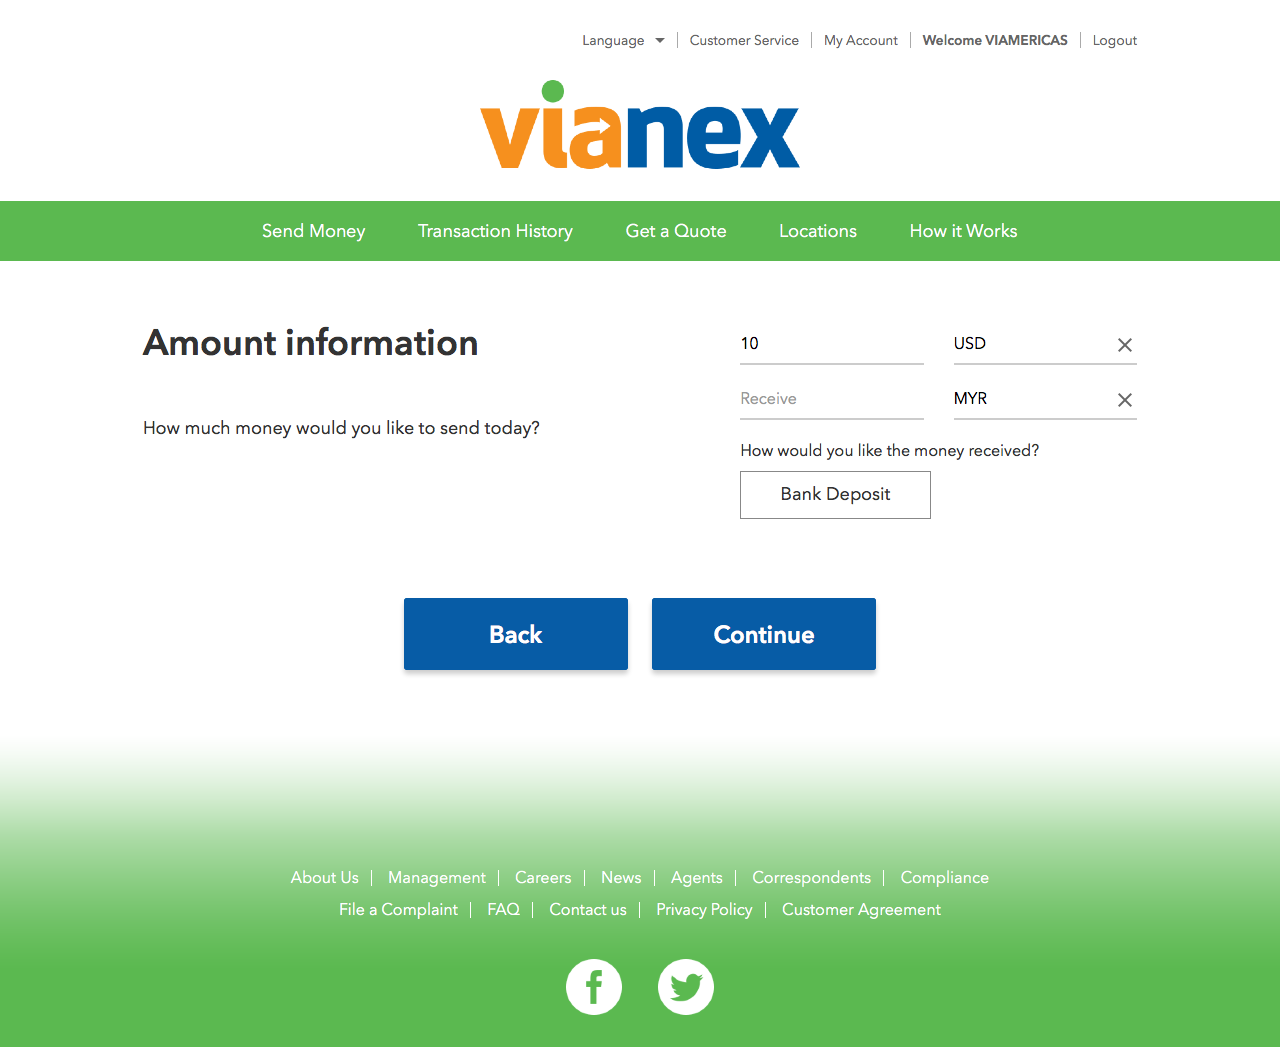 Language Customer Service My Account Welcome VIAMERICAS Logout
vianex
Send Money Transaction History Get a Quote Locations How it Works
Amount information
How much money would you like to send today?
10 USD
Receive MYR
How would you like the money received?
Bank Deposit
Back Continue
About Us Management Careers News Agents Correspondents Compliance
File a Complaint FAQ Contact us Privacy Policy Customer Agreement